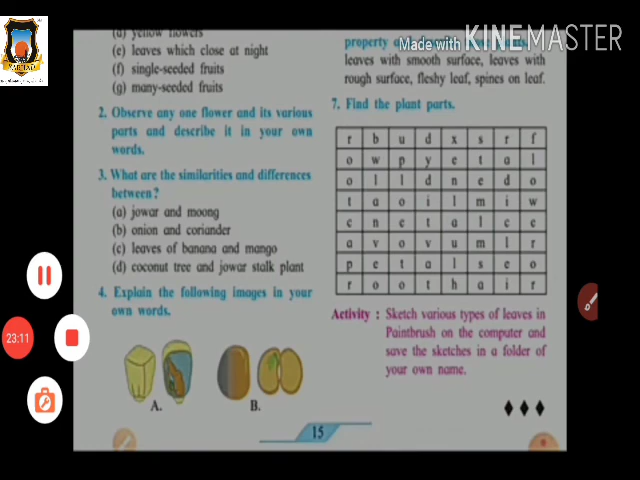 (d) yellow flowers
(e) leaves which close at night
(f) single-seeded fruits
(g) many-seeded fruits
2. Observe any one flower and its various
parts and describe it in your own
words.
3. What are the similarities and differences
between?
(a) jowar and moong
(b) onion and coriander
(c) leaves of banana and mango
(d) coconut tree and jowar stalk plant
4. Explain the following images in your
own words.
A. B.
property
leaves with smooth surface, leaves with
rough surface, fleshy leaf, spines on leaf.
7. Find the plant parts.
r b u d x s r f
o w p y e t a l
o l l d n e d o
t a o i l m i w
c n e t a l c e
a v o v u m l r
p e t a l s e o
r o o t h a i r
Activity : Sketch various types of leaves in
Paintbrush on the computer and
save the sketches in a folder of
your own name.
15
Made with KINEMASTER
23:11